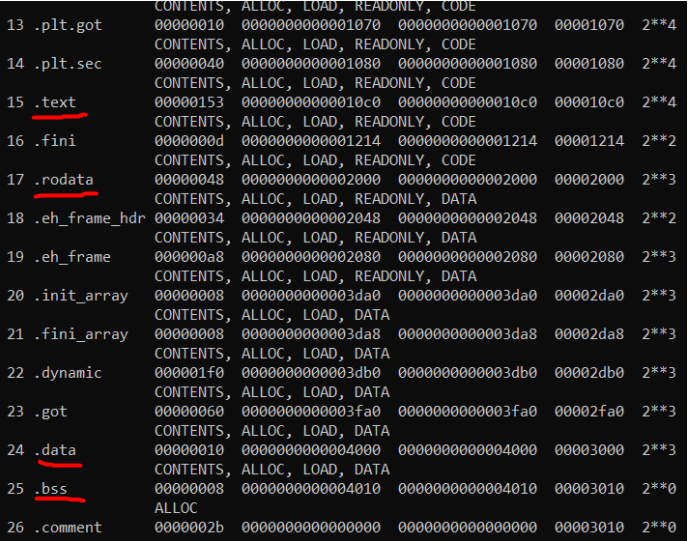 CONTENTS, ALLOC, LOAD, READONLY, CODE
13 .plt.got 00000010 0000000000001070 0000000000001070 00001070 2**4
CONTENTS, ALLOC, LOAD, READONLY, CODE
14 .plt.sec 00000040 0000000000001080 0000000000001080 00001080 2**4
CONTENTS, ALLOC, LOAD, READONLY, CODE
15 .text 00000153 00000000000010c0 00000000000010c0 000010c0 2**4
CONTENTS, ALLOC, LOAD, READONLY, CODE
16 .fini 0000000d 0000000000001214 0000000000001214 00001214 2**2
CONTENTS, ALLOC, LOAD, READONLY, CODE
17 .rodata 00000048 0000000000002000 0000000000002000 00002000 2**3
CONTENTS, ALLOC, LOAD, READONLY, DATA
18 .eh_frame_hdr 00000034 0000000000002048 0000000000002048 00002048 2**2
CONTENTS, ALLOC, LOAD, READONLY, DATA
19 .eh_frame 000000a8 0000000000002080 0000000000002080 00002080 2**3
CONTENTS, ALLOC, LOAD, READONLY, DATA
20 .init_array 00000008 0000000000003da0 0000000000003da0 00002da0 2**3
CONTENTS, ALLOC, LOAD, DATA
21 .fini_array 00000008 0000000000003da8 0000000000003da8 00002da8 2**3
CONTENTS, ALLOC, LOAD, DATA
22 .dynamic 000001f0 0000000000003db0 0000000000003db0 00002db0 2**3
CONTENTS, ALLOC, LOAD, DATA
23 .got 00000060 0000000000003fa0 0000000000003fa0 00002fa0 2**3
CONTENTS, ALLOC, LOAD, DATA
24 .data 00000010 0000000000004000 0000000000004000 00003000 2**3
CONTENTS, ALLOC, LOAD, DATA
25 .bss 00000008 0000000000004010 0000000000004010 00003010 2**0
ALLOC
26 .comment 0000002b 0000000000000000 0000000000000000 00003010 2**0